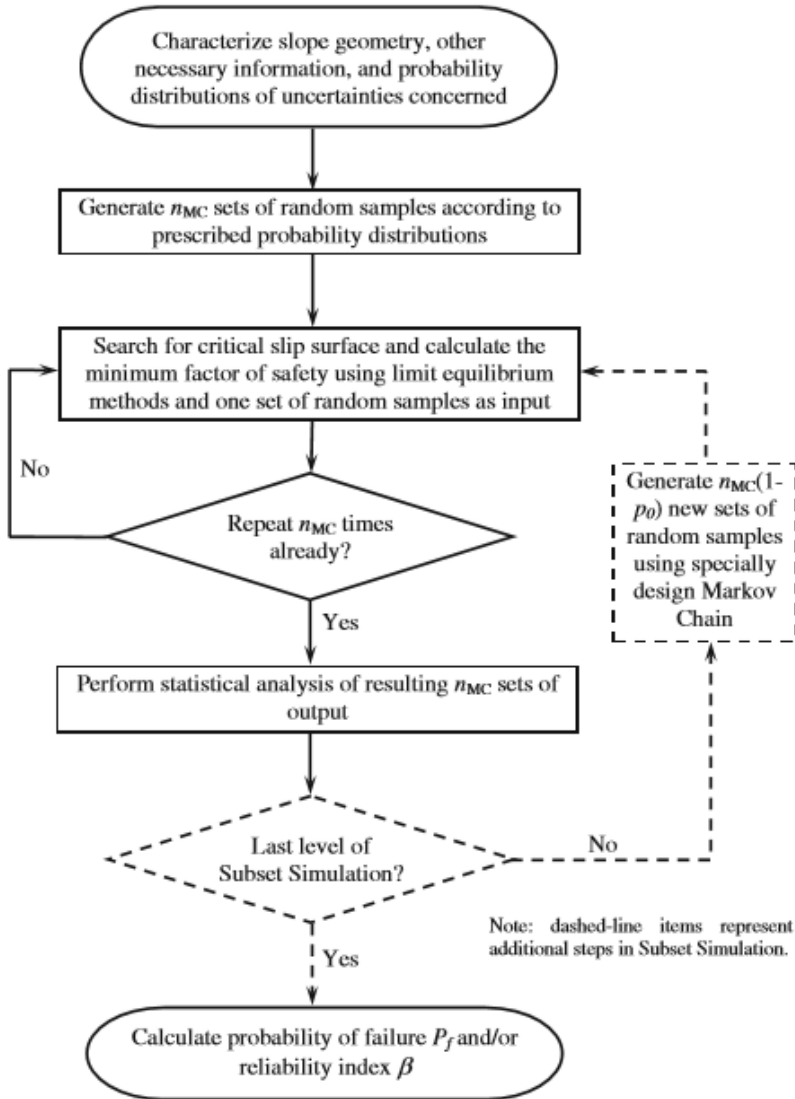 Characterize slope geometry, other
necessary information, and probability
distributions of uncertainties concerned
Generate nMC sets of random samples according to
prescribed probability distributions
Search for critical slip surface and calculate the
minimum factor of safety using limit equilibrium
methods and one set of random samples as input
No
Repeat nMC times
already?
Generate nMC(1-
p0) new sets of
random samples
using specially
design Markov
Chain
Yes
Perform statistical analysis of resulting nMC sets of
output
Last level of
Subset Simulation?
No
Note: dashed-line items represent
additional steps in Subset Simulation.
Yes
Calculate probability of failure Pf and/or
reliability index β